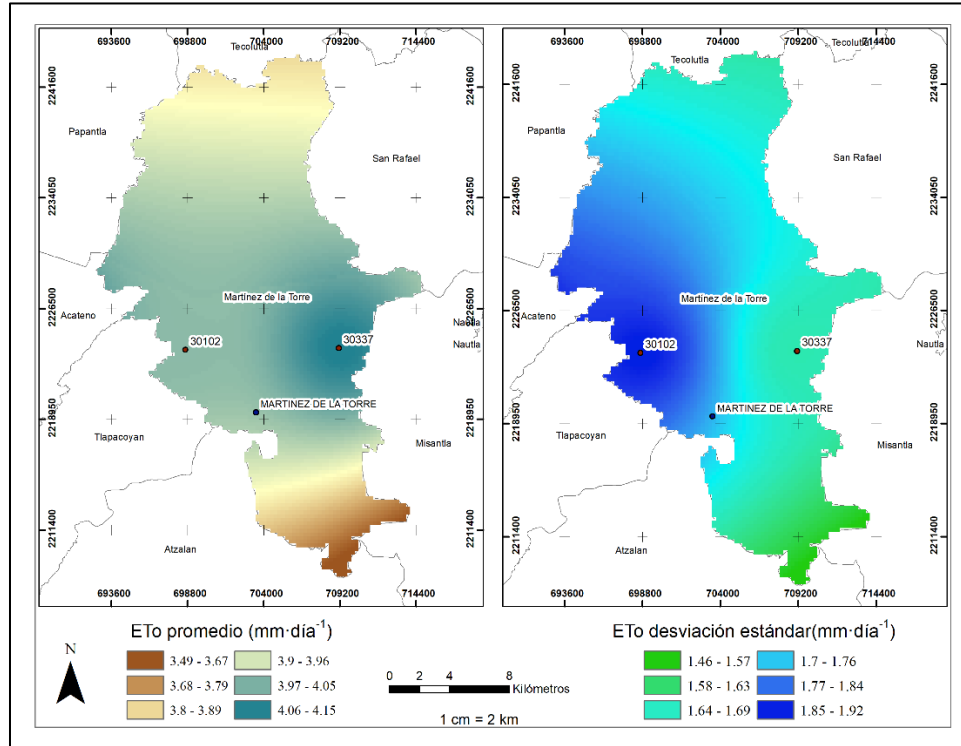 693600 698800 704000 709200 714400
Tecolutla
2241600
2241600
Papantla
San Rafael
2234050
2234050
Martínez de la Torre
2226500
2226500
Acateno
Nautla
Nautla
30102
30337
MARTINEZ DE LA TORRE
2218950
2218950
Tlapacoyan
Misantla
2211400
2211400
Atzalan
693600 698800 704000 709200 714400
693600 698800 704000 709200 714400
Tecolutla
Tecolutla
2241600
2241600
Papantla
San Rafael
2234050
2234050
Martínez de la Torre
2226500
2226500
Acateno
Nautla
30102
30337
MARTINEZ DE LA TORRE
2218950
2218950
Tlapacoyan
Misantla
2211400
2211400
Atzalan
693600 698800 704000 709200 714400
N
ETo promedio (mm·día⁻¹)
3.49 - 3.67
3.68 - 3.79
3.8 - 3.89
3.9 - 3.96
3.97 - 4.05
4.06 - 4.15
0 2 4 8
Kilómetros
1 cm = 2 km
ETo desviación estándar(mm·día⁻¹)
1.46 - 1.57
1.58 - 1.63
1.64 - 1.69
1.7 - 1.76
1.77 - 1.84
1.85 - 1.92